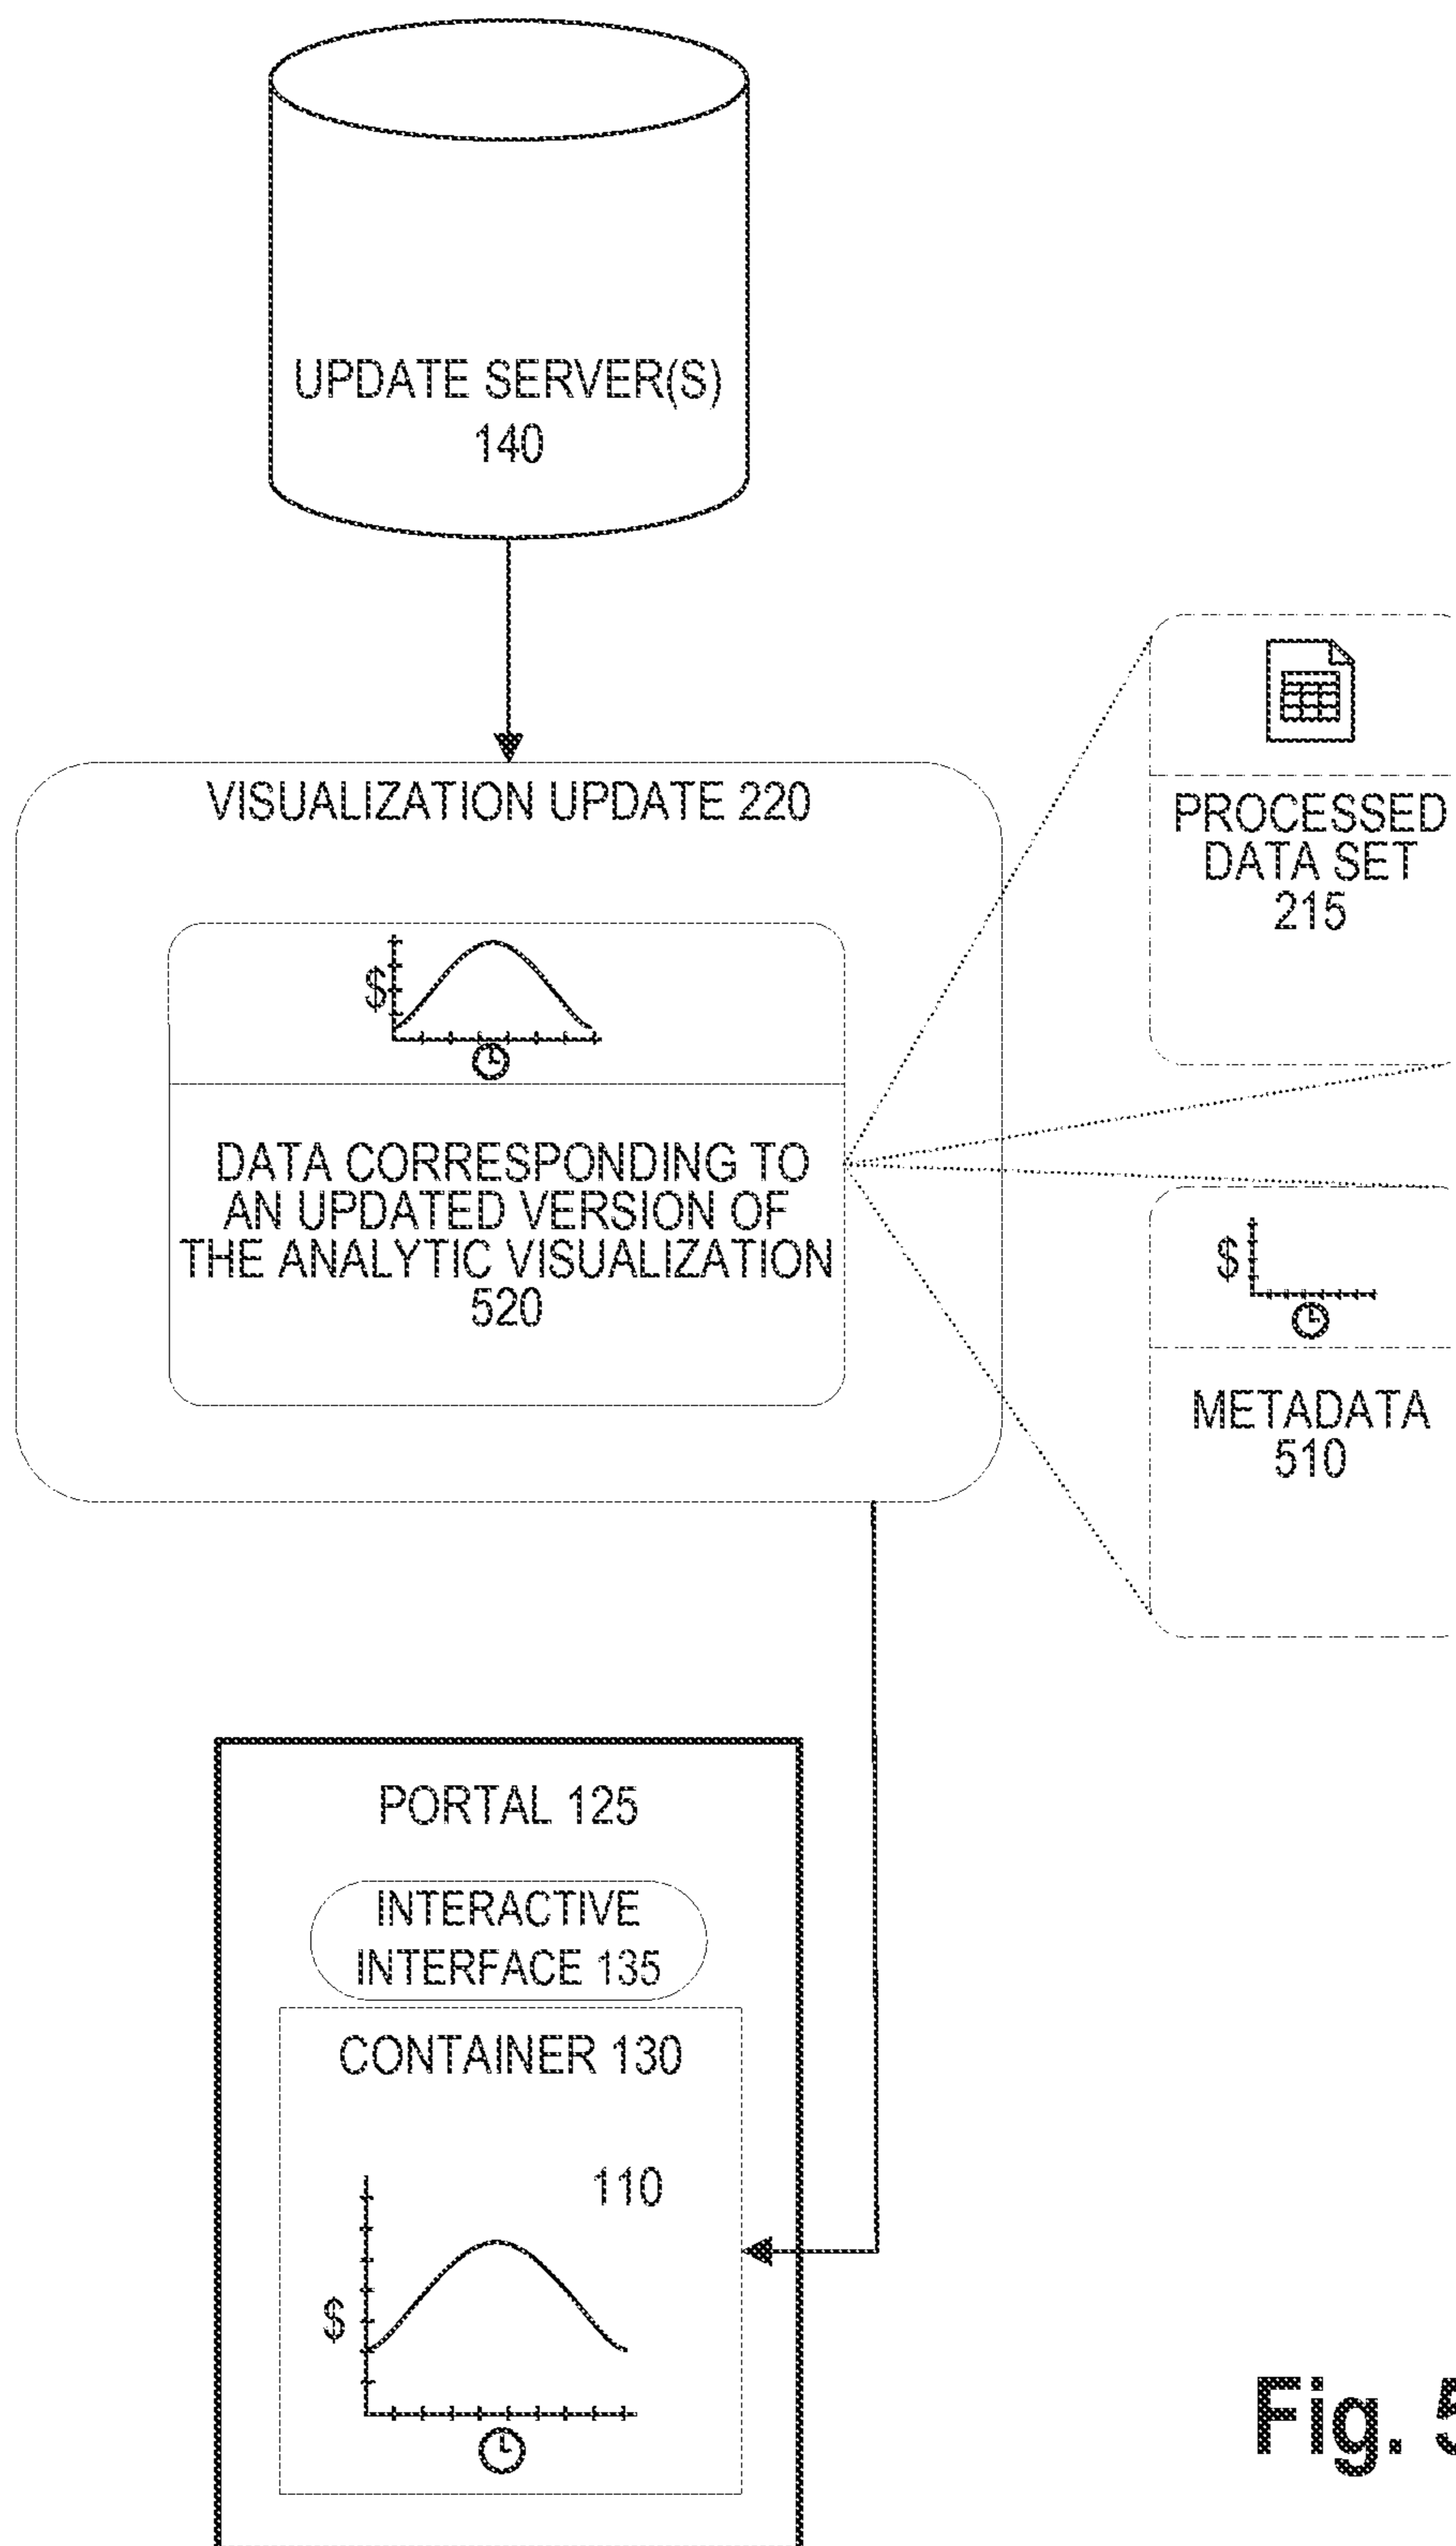 UPDATE SERVER(S)
140
VISUALIZATION UPDATE 220
$
DATA CORRESPONDING TO
AN UPDATED VERSION OF
THE ANALYTIC VISUALIZATION
520
PROCESSED
DATA SET
215
$
METADATA
510
PORTAL 125
INTERACTIVE
INTERFACE 135
CONTAINER 130
110
$
Fig. 5